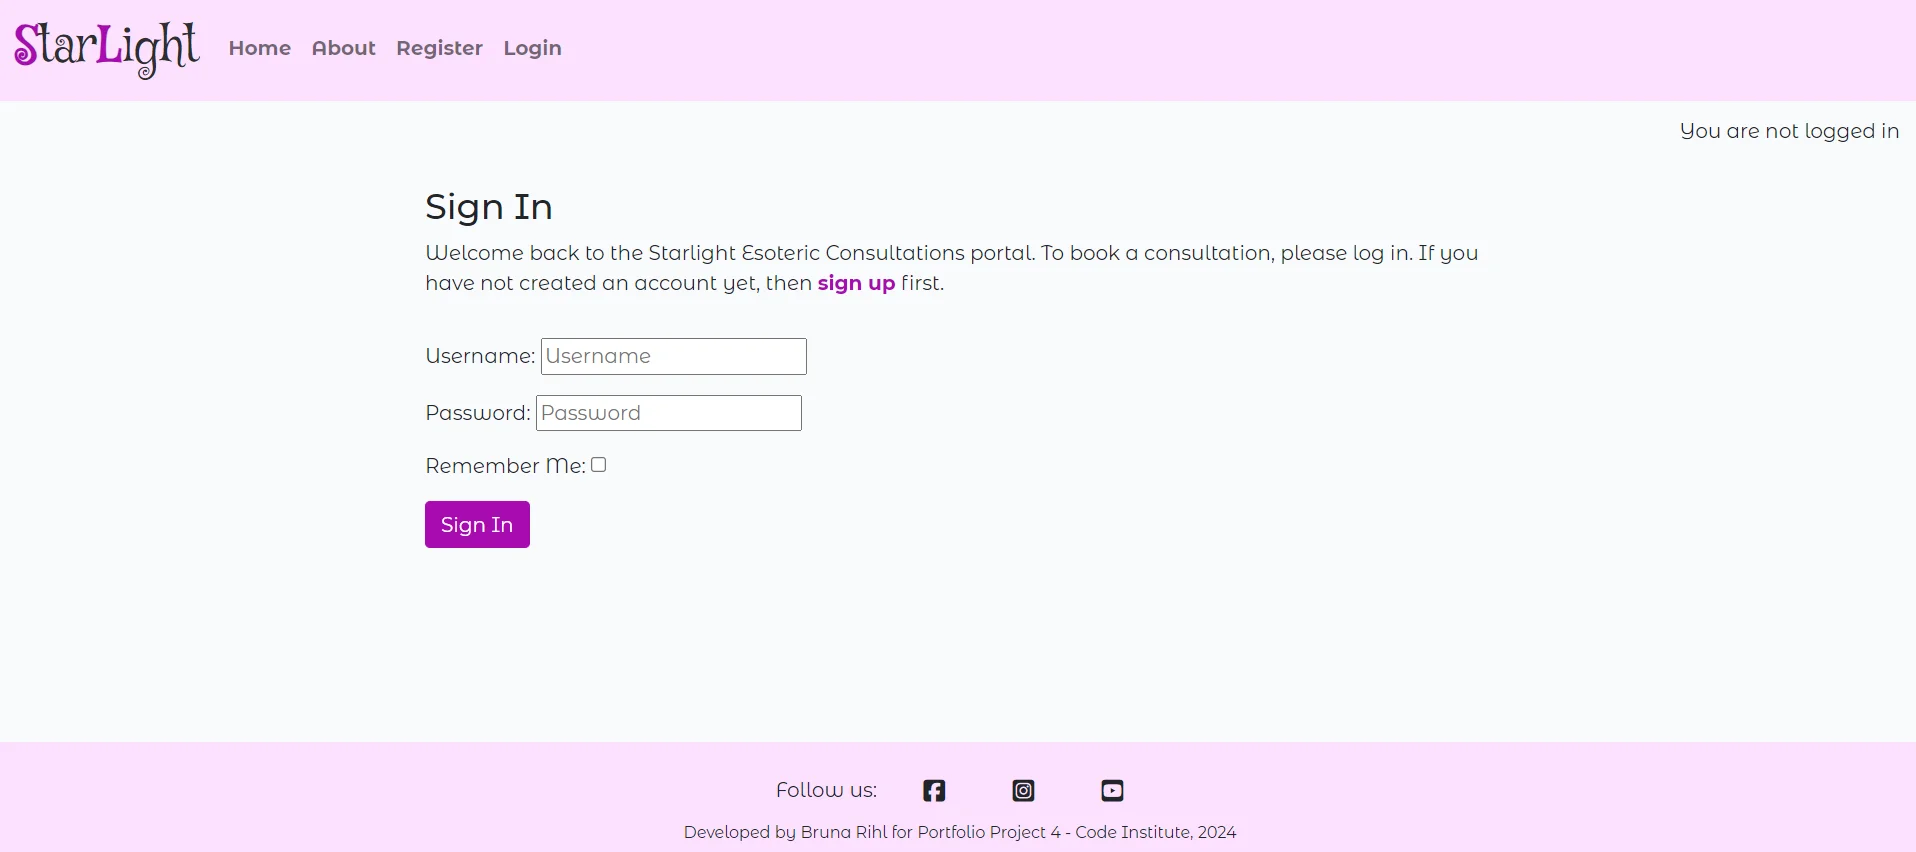 StarLight Home About Register Login
You are not logged in
Sign In
Welcome back to the Starlight Esoteric Consultations portal. To book a consultation, please log in. If you
have not created an account yet, then sign up first.
Username: Username
Password: Password
Remember Me:
Sign In
Follow us:
Developed by Bruna Rihl for Portfolio Project 4 - Code Institute, 2024